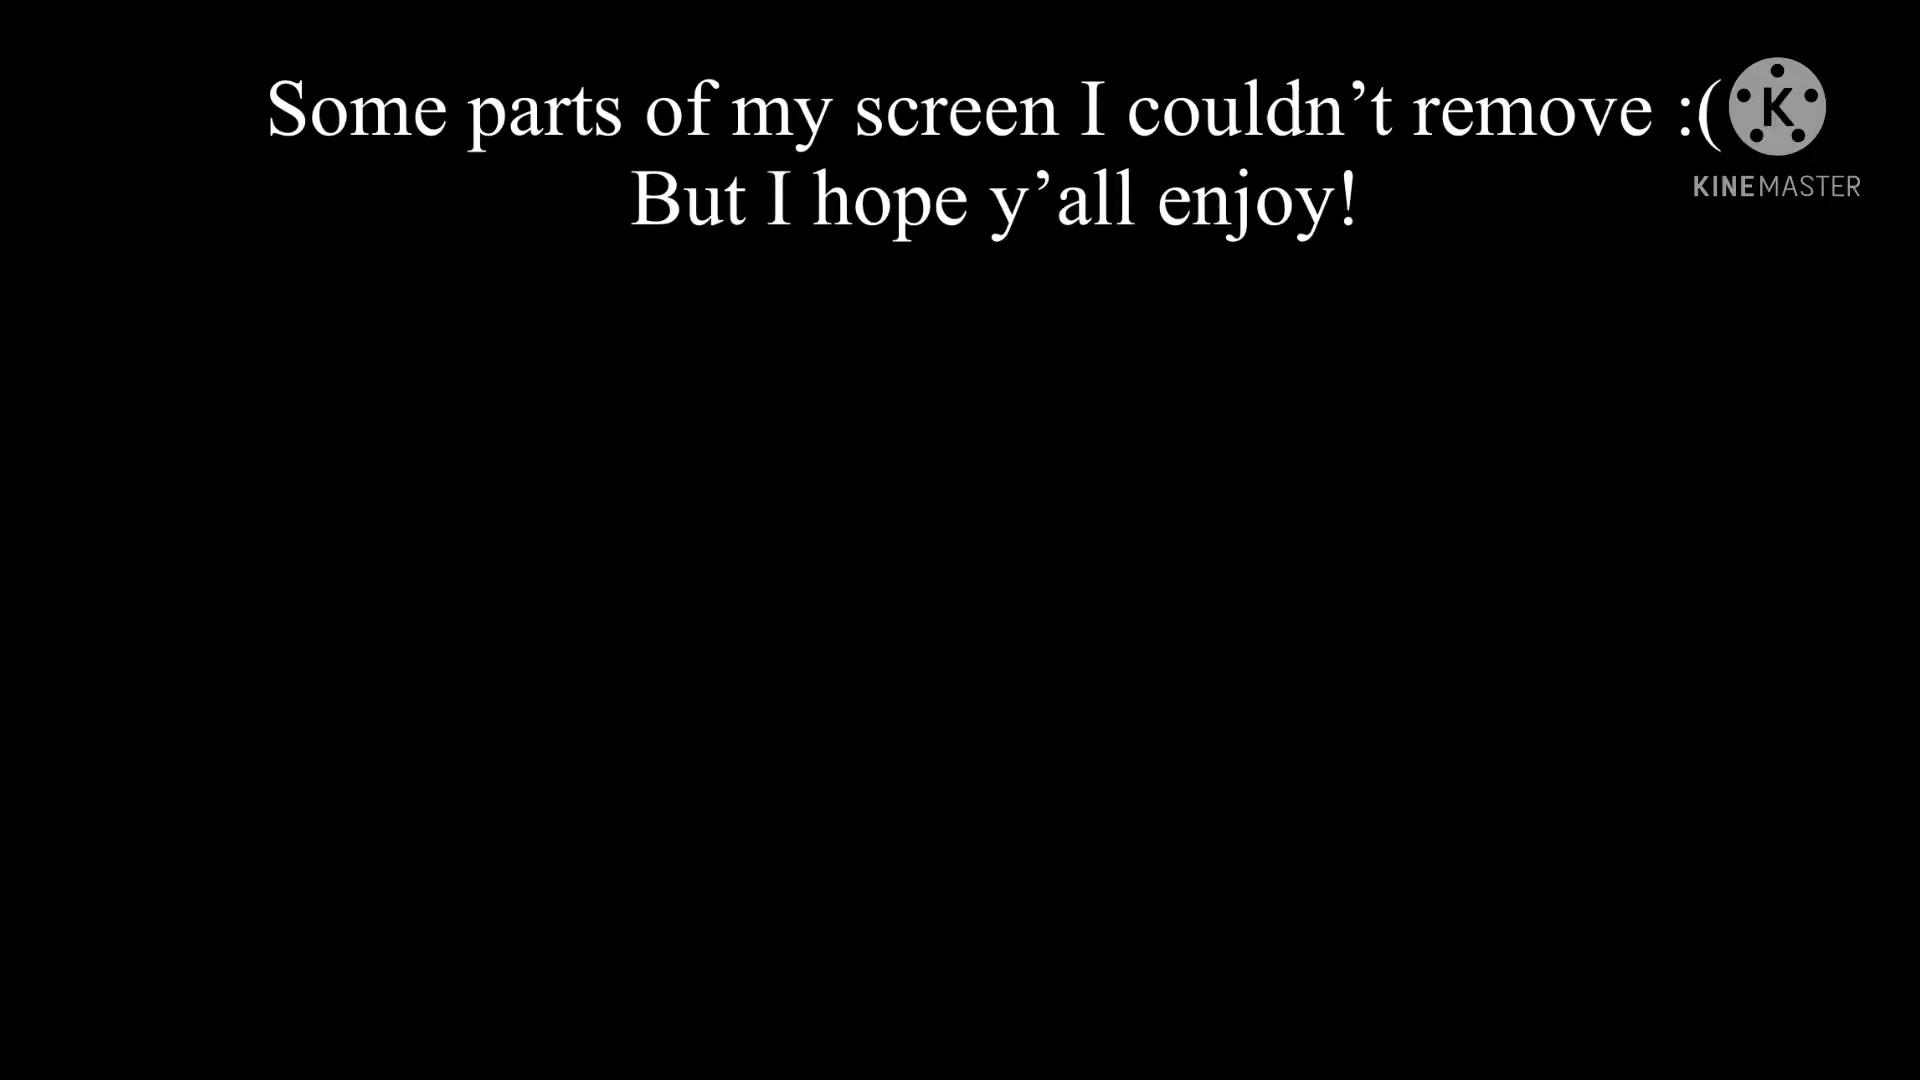 Some parts of my screen I couldn’t remove :(
But I hope y’all enjoy!
K
KINEMASTER